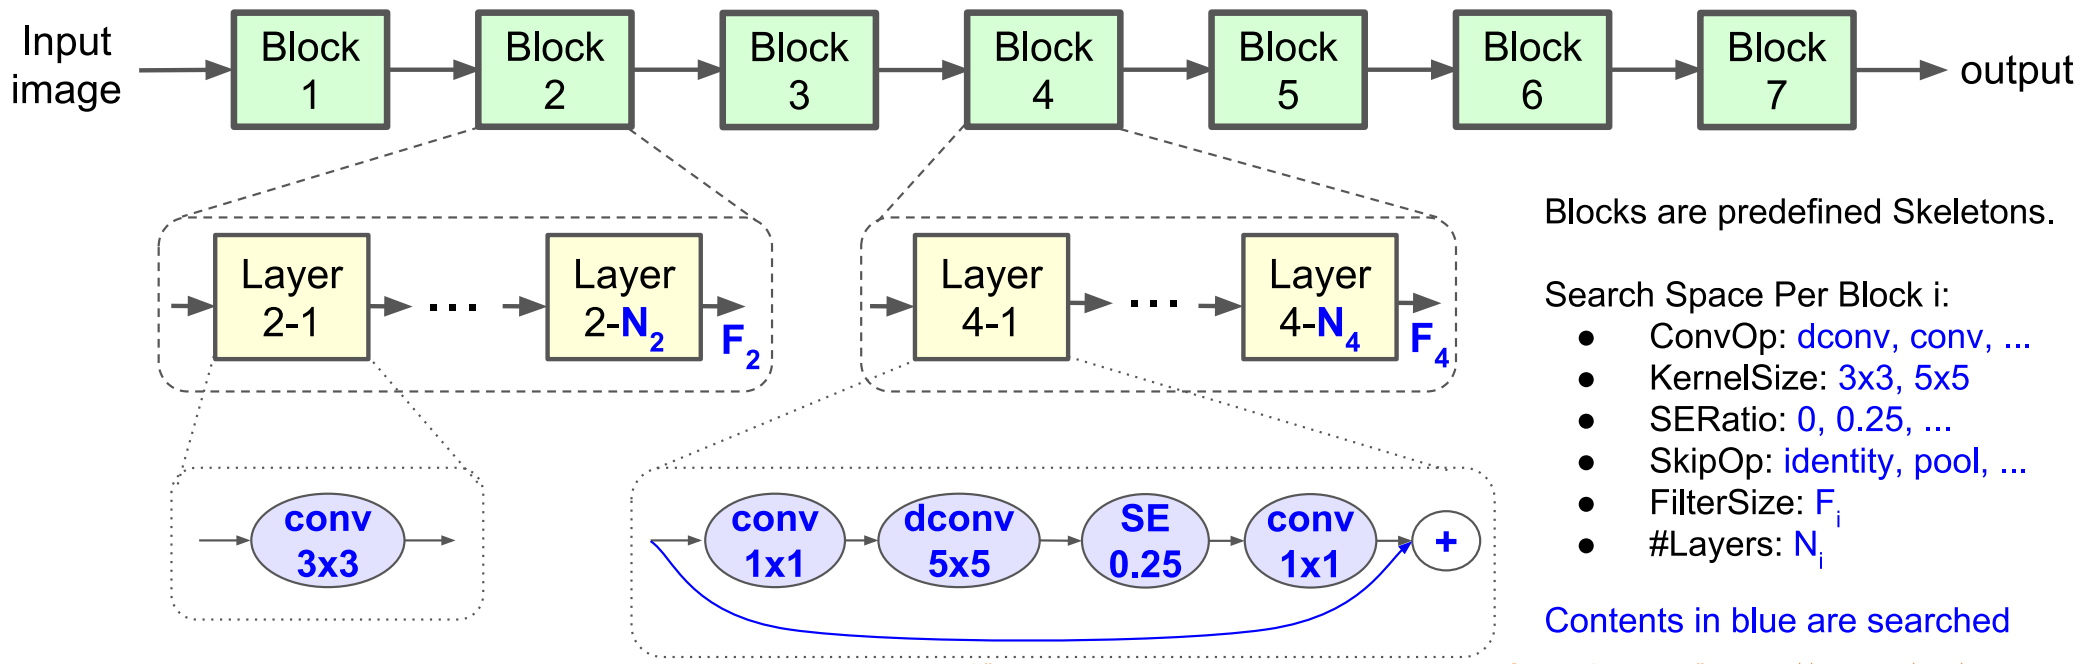 Input
image
Block
1
Block
2
Block
3
Block
4
Block
5
Block
6
Block
7
output
Layer
2-1
...
Layer
2-N2
F2
Layer
4-1
...
Layer
4-N4
F4
conv
3x3
conv
1x1
dconv
5x5
SE
0.25
conv
1x1
+
Blocks are predefined Skeletons.
Search Space Per Block i:
● ConvOp: dconv, conv, ...
● KernelSize: 3x3, 5x5
● SERatio: 0, 0.25, ...
● SkipOp: identity, pool, ...
● FilterSize: Fi
● #Layers: Ni
Contents in blue are searched